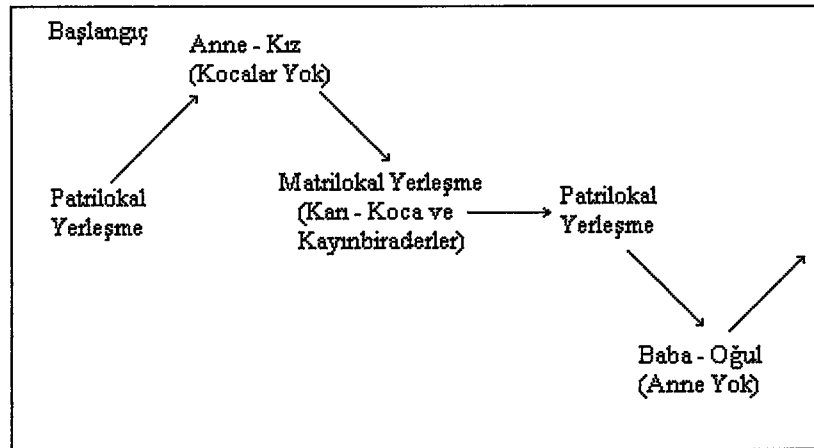 Başlangıç
Anne - Kız
(Kocalar Yok)
Patrilokal
Yerleşme
Matrilokal Yerleşme
(Karı - Koca ve
Kayınbiraderler)
Patrilokal
Yerleşme
Baba - Oğul
(Anne Yok)